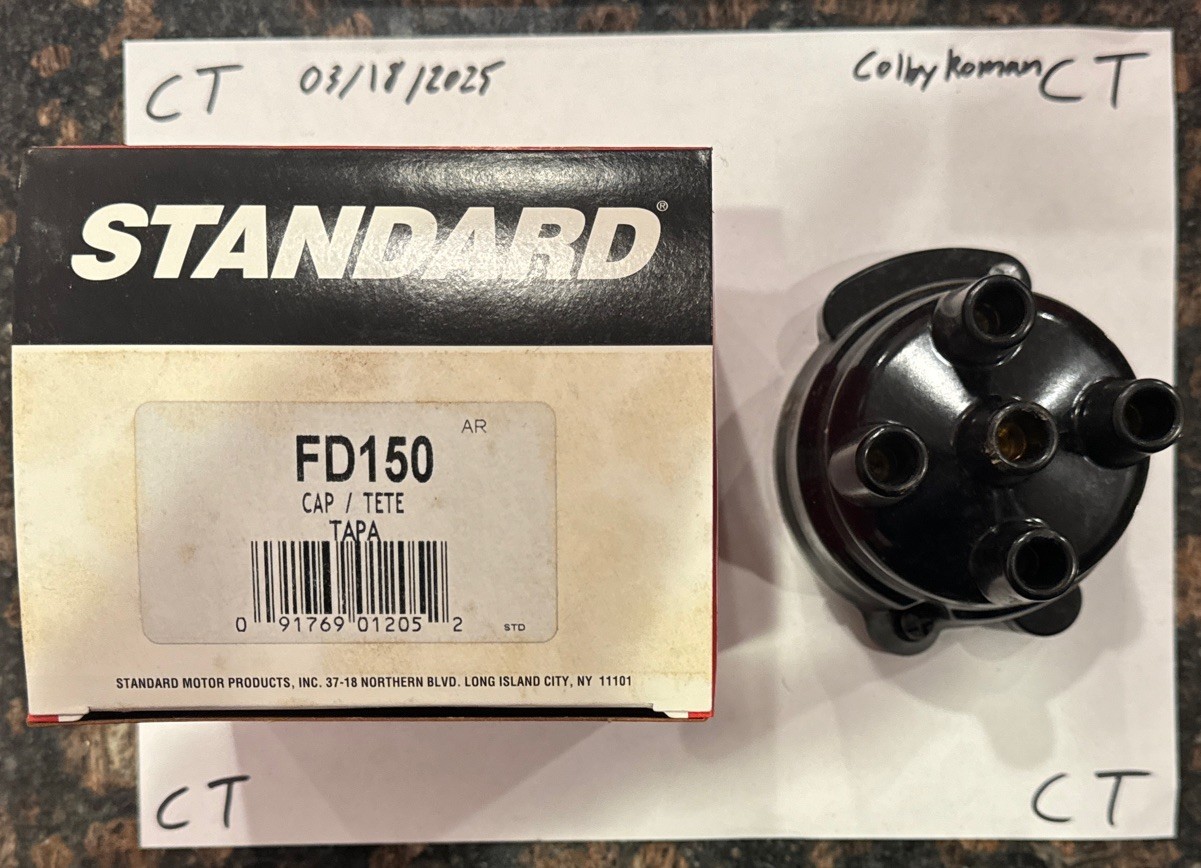 CT 03/18/2025 Colby Roman CT
STANDARD®
AR
FD150
CAP / TETE
TAPA
0 91769 01205 2 STD
STANDARD MOTOR PRODUCTS, INC. 37-18 NORTHERN BLVD. LONG ISLAND CITY, NY 11101
CT CT